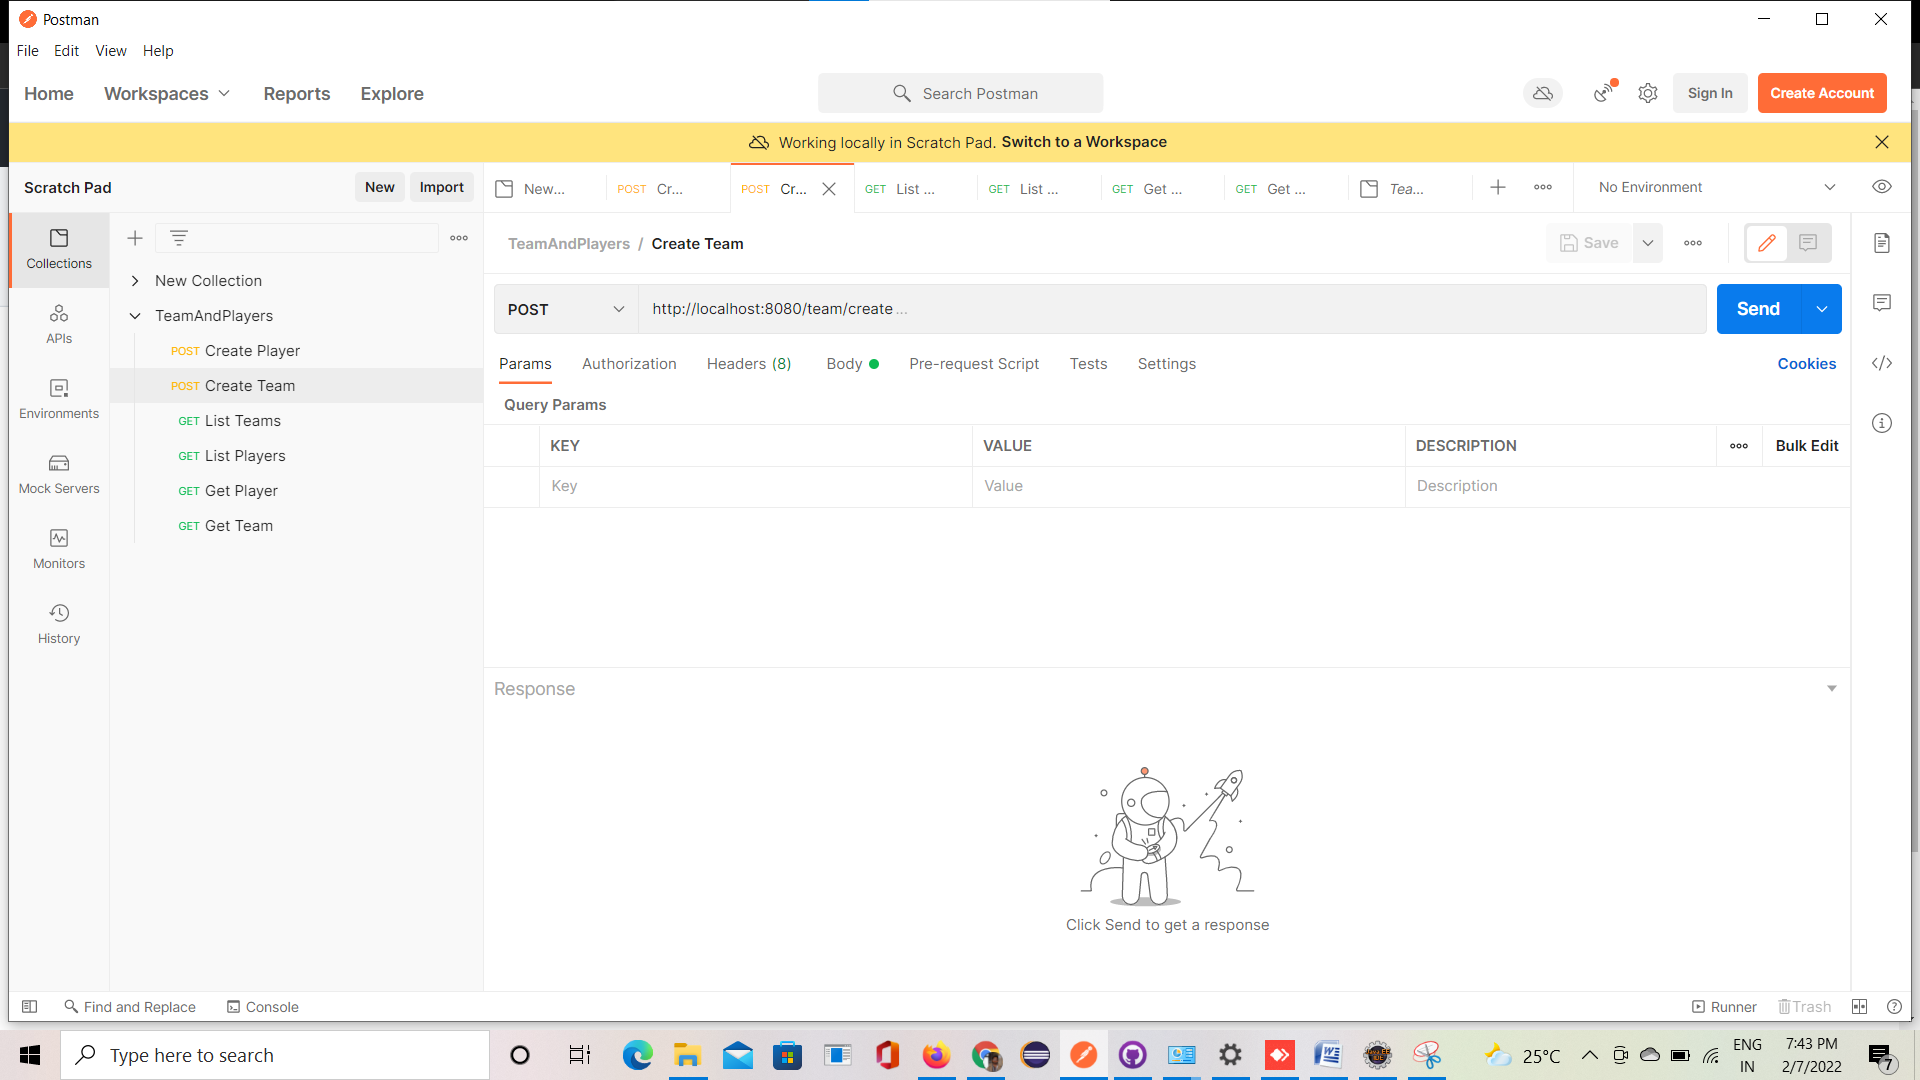 Postman
File Edit View Help
Home Workspaces Reports Explore
Search Postman
Sign In
Create Account
Working locally in Scratch Pad. Switch to a Workspace
Scratch Pad
New
Import
New...
POST Cr...
POST Cr...
GET List ...
GET List ...
GET Get ...
GET Get ...
Tea...
No Environment
Collections
APIs
Environments
Mock Servers
Monitors
History
New Collection
TeamAndPlayers
POST Create Player
POST Create Team
GET List Teams
GET List Players
GET Get Player
GET Get Team
TeamAndPlayers / Create Team
Save
POST
http://localhost:8080/team/create ...
Send
Params Authorization Headers (8) Body Pre-request Script Tests Settings
Cookies
Query Params
KEY VALUE DESCRIPTION Bulk Edit
Key Value Description
Response
Click Send to get a response
Find and Replace Console
Runner Trash
Type here to search
25°C
ENG
IN
7:43 PM
2/7/2022
7